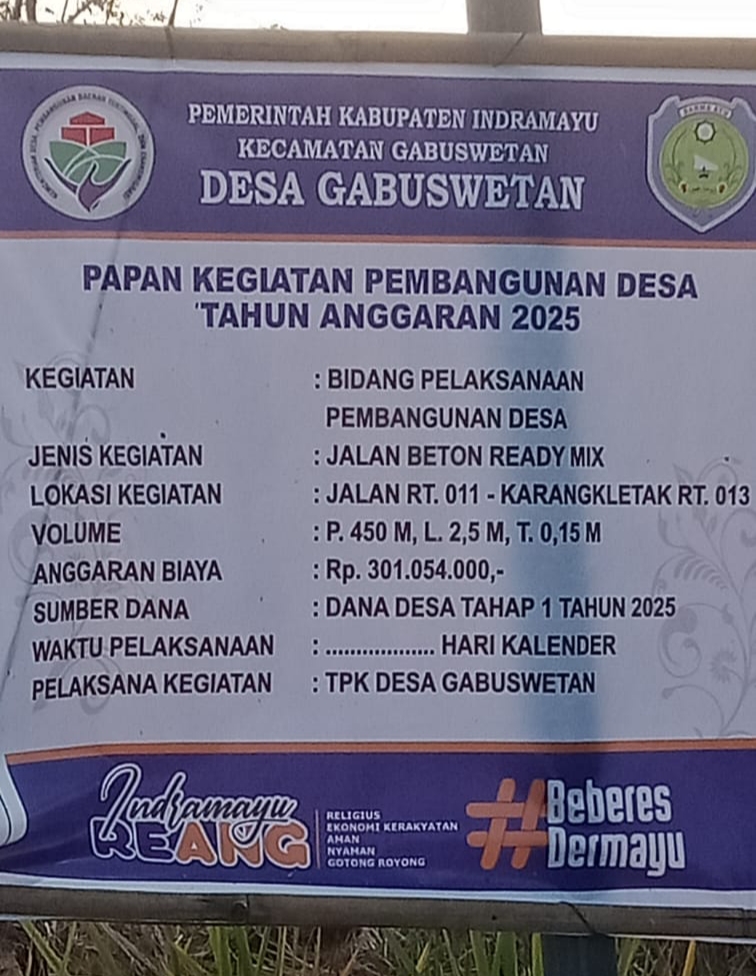 PEMERINTAH KABUPATEN INDRAMAYU
KECAMATAN GABUSWETAN
DESA GABUSWETAN
PAPAN KEGIATAN PEMBANGUNAN DESA
TAHUN ANGGARAN 2025
KEGIATAN : BIDANG PELAKSANAAN
PEMBANGUNAN DESA
JENIS KEGIATAN : JALAN BETON READY MIX
LOKASI KEGIATAN : JALAN RT. 011 - KARANGKLETAK RT. 013
VOLUME : P. 450 M, L. 2,5 M, T. 0,15 M
ANGGARAN BIAYA : Rp. 301.054.000,-
SUMBER DANA : DANA DESA TAHAP 1 TAHUN 2025
WAKTU PELAKSANAAN : .................. HARI KALENDER
PELAKSANA KEGIATAN : TPK DESA GABUSWETAN
Indramayu
REANG
RELIGIUS
EKONOMI KERAKYATAN
AMAN
NYAMAN
GOTONG ROYONG
#Beberes
Dermayu